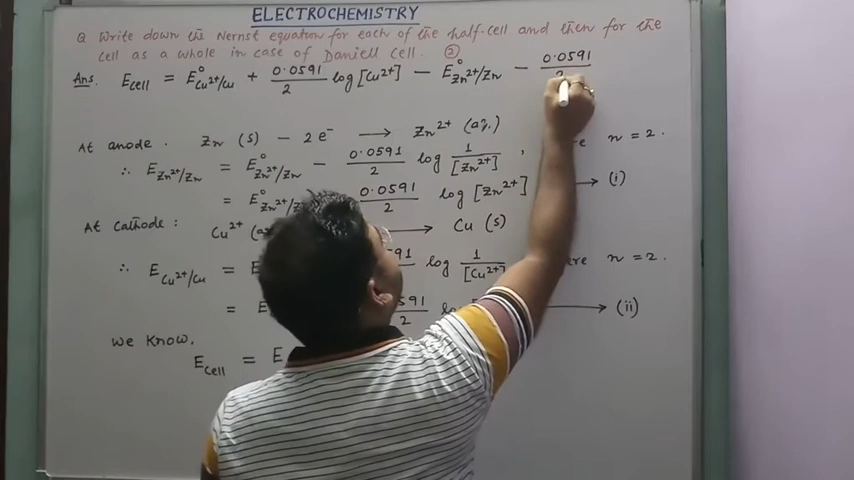 ELECTROCHEMISTRY
Q Write down the Nernst equation for each of the half-cell and then for the
cell as a whole in case of Daniell Cell. ②
Ans. Ecell = E°Cu²⁺/Cu + 0.0591/2 log [Cu²⁺] − E°Zn²⁺/Zn − 0.0591
At anode. Zn (s) − 2e⁻ → Zn²⁺ (aq.)
∴ EZn²⁺/Zn = E°Zn²⁺/Zn − 0.0591/2 log 1/[Zn²⁺] , n = 2.
= E°Zn²⁺/Zn 0.0591/2 log [Zn²⁺] → (i)
At cathode : Cu²⁺ → Cu (s)
∴ ECu²⁺/Cu = log 1/[Cu²⁺] n = 2.
= → (ii)
We know,
Ecell = E